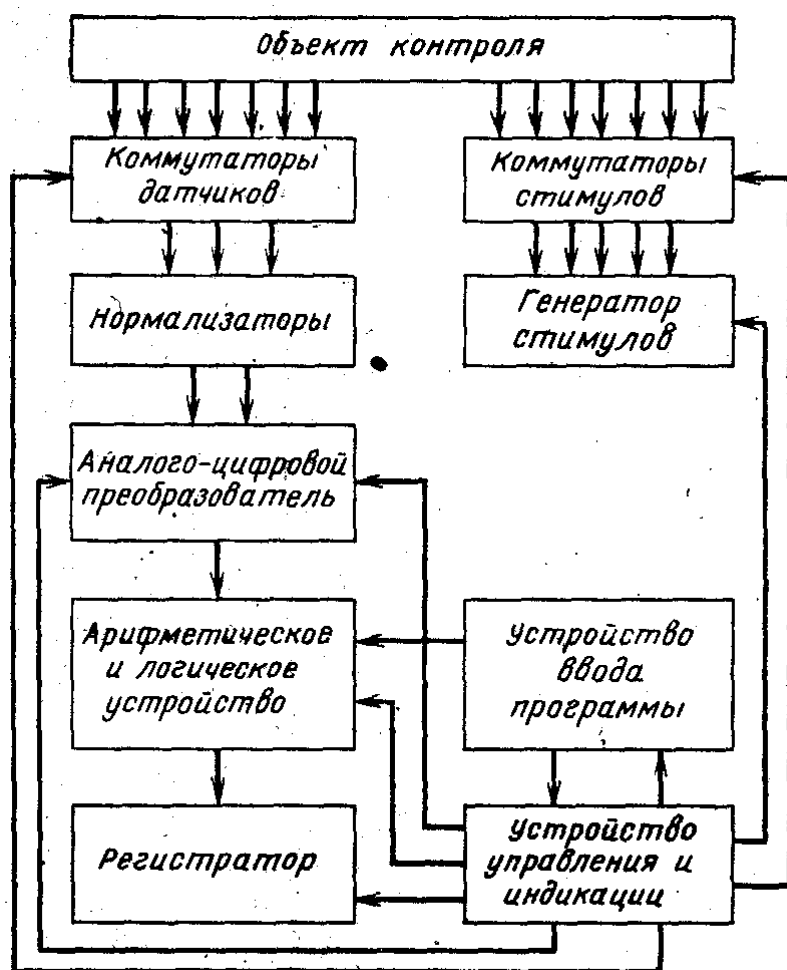 Объект контроля
Коммутаторы
датчиков
Коммутаторы
стимулов
Нормализаторы
Генератор
стимулов
Аналого-цифровой
преобразователь
Арифметическое
и логическое
устройство
Устройство
ввода
программы
Регистратор
Устройство
управления и
индикации